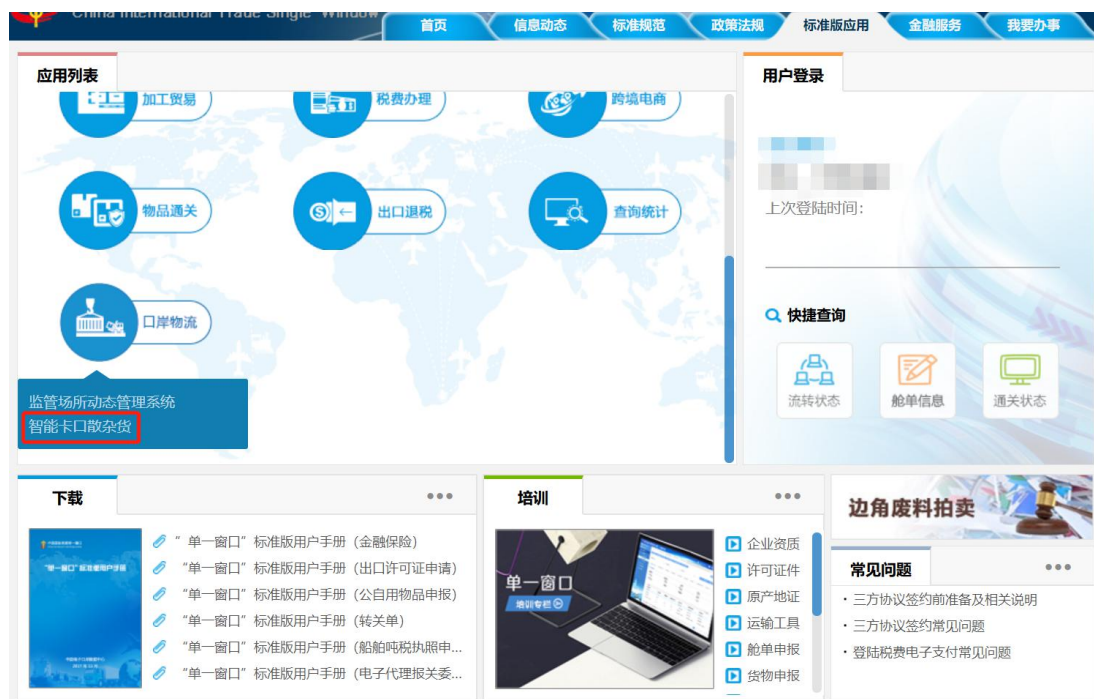 China International Trade Single Window
首页 信息动态 标准规范 政策法规 标准版应用 金融服务 我要办事
应用列表
加工贸易 税费办理 跨境电商
物品通关 出口退税 查询统计
口岸物流
监管场所动态管理系统
智能卡口散杂货
用户登录
上次登陆时间：
快捷查询
流转状态 舱单信息 通关状态
下载
“单一窗口”标准版用户手册
“单一窗口”标准版用户手册（金融保险）
“单一窗口”标准版用户手册（出口许可证申请）
“单一窗口”标准版用户手册（公自用物品申报）
“单一窗口”标准版用户手册（转关单）
“单一窗口”标准版用户手册（船舶吨税执照申...
“单一窗口”标准版用户手册（电子代理报关委...
培训
单一窗口
培训专栏
企业资质
许可证件
原产地证
运输工具
舱单申报
货物申报
边角废料拍卖
常见问题
· 三方协议签约前准备及相关说明
· 三方协议签约常见问题
· 登陆税费电子支付常见问题